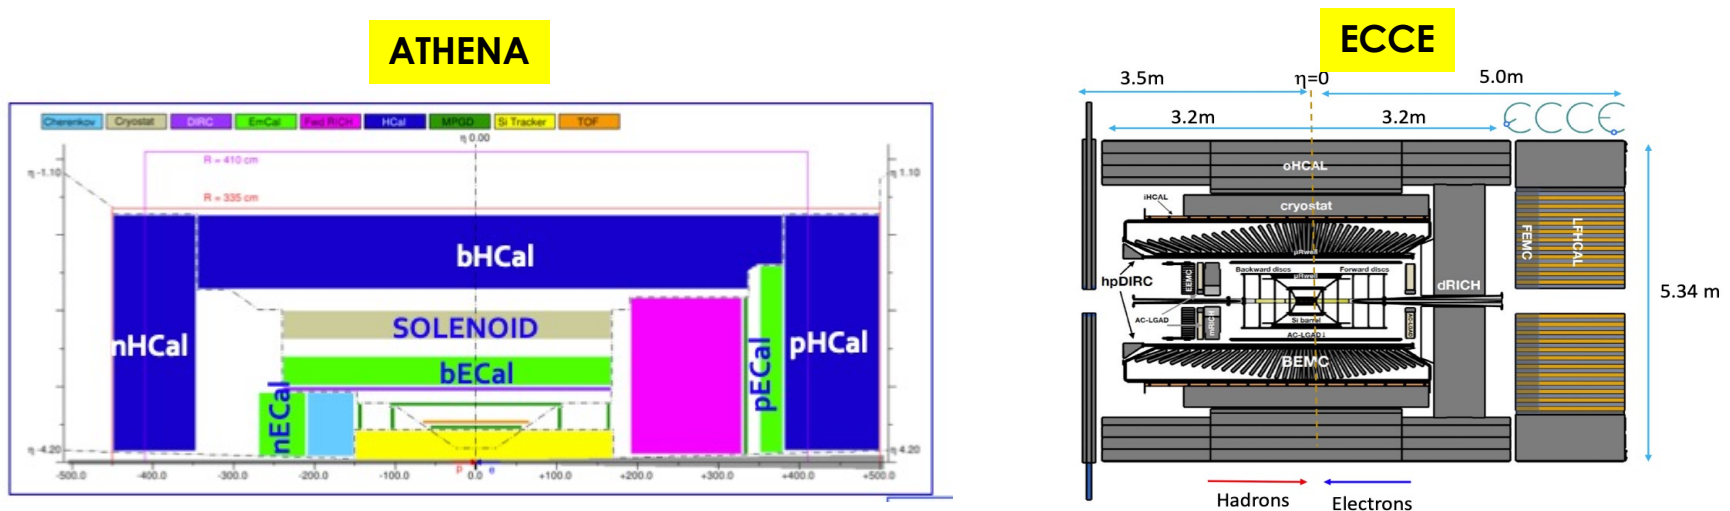 ATHENA
ECCE
3.5m
η=0
5.0m
3.2m
3.2m
ECCE
Cherenkov
Cryostat
DIRC
EmCal
Fwd RICH
HCal
MPGD
Si Tracker
TOF
η 0.00
R = 410 cm
η -1.10
η 1.10
R = 335 cm
bHCal
nHCal
SOLENOID
pHCal
bECal
nECal
pECal
η -4.20
η 4.20
p
e
-500.0
-400.0
-300.0
-200.0
-100.0
0.0
+100.0
+200.0
+300.0
+400.0
+500.0
oHCAL
iHCAL
cryostat
μRwell
Backward discs
Forward discs
μRwell
hpDIRC
EEMC
dRICH
FEMC
LFHCAL
5.34 m
AC-LGAD
mRICH
Si barrel
AC-LGAD
BEMC
Hadrons
Electrons